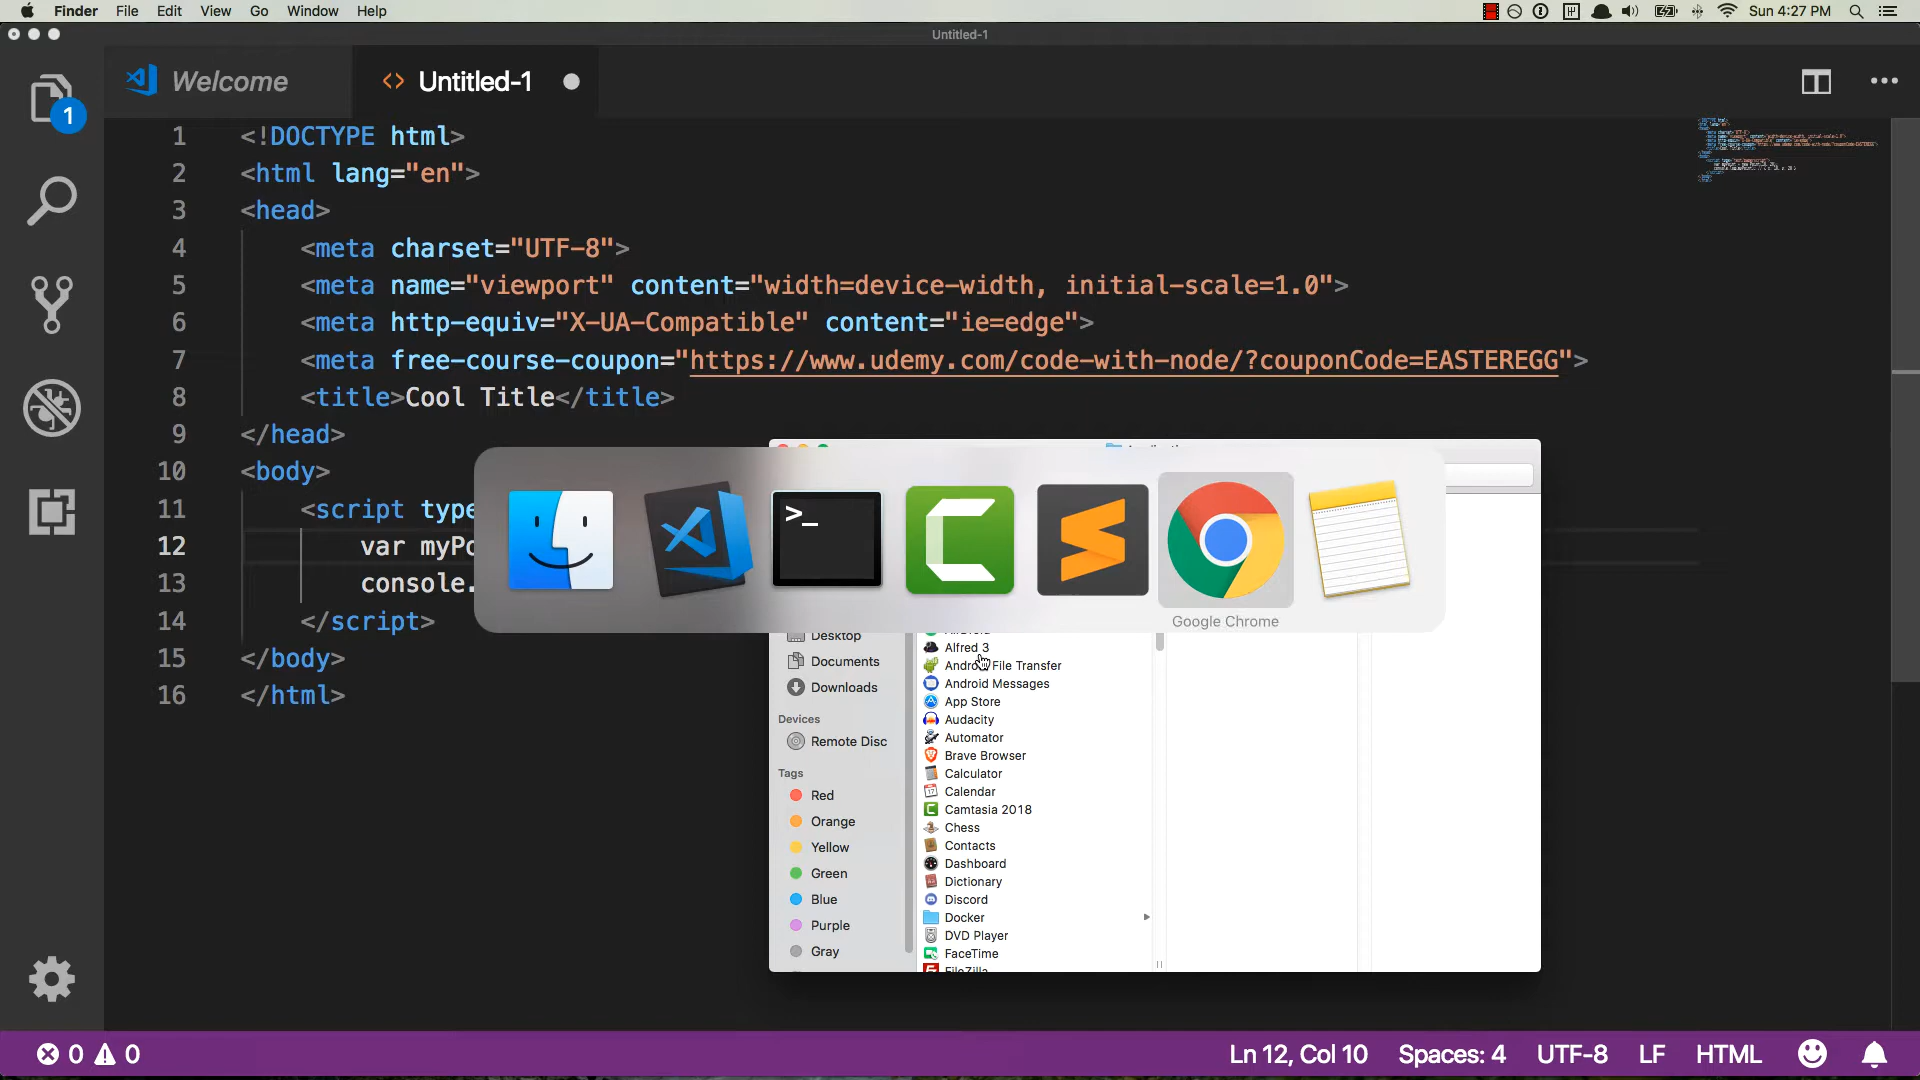 Finder File Edit View Go Window Help
Sun 4:27 PM
Untitled-1
Welcome
<> Untitled-1
1
1 <!DOCTYPE html>
2 <html lang="en">
3 <head>
4 <meta charset="UTF-8">
5 <meta name="viewport" content="width=device-width, initial-scale=1.0">
6 <meta http-equiv="X-UA-Compatible" content="ie=edge">
7 <meta free-course-coupon="https://www.udemy.com/code-with-node/?couponCode=EASTEREGG">
8 <title>Cool Title</title>
9 </head>
10 <body>
11 <script type
12 var myPo
13 console.
14 </script>
15 </body>
16 </html>
>_
Google Chrome
Desktop
Documents
Downloads
Devices
Remote Disc
Tags
Red
Orange
Yellow
Green
Blue
Purple
Gray
Alfred 3
Android File Transfer
Android Messages
App Store
Audacity
Automator
Brave Browser
Calculator
Calendar
Camtasia 2018
Chess
Contacts
Dashboard
Dictionary
Discord
Docker
DVD Player
FaceTime
FileZilla
0 0
Ln 12, Col 10 Spaces: 4 UTF-8 LF HTML